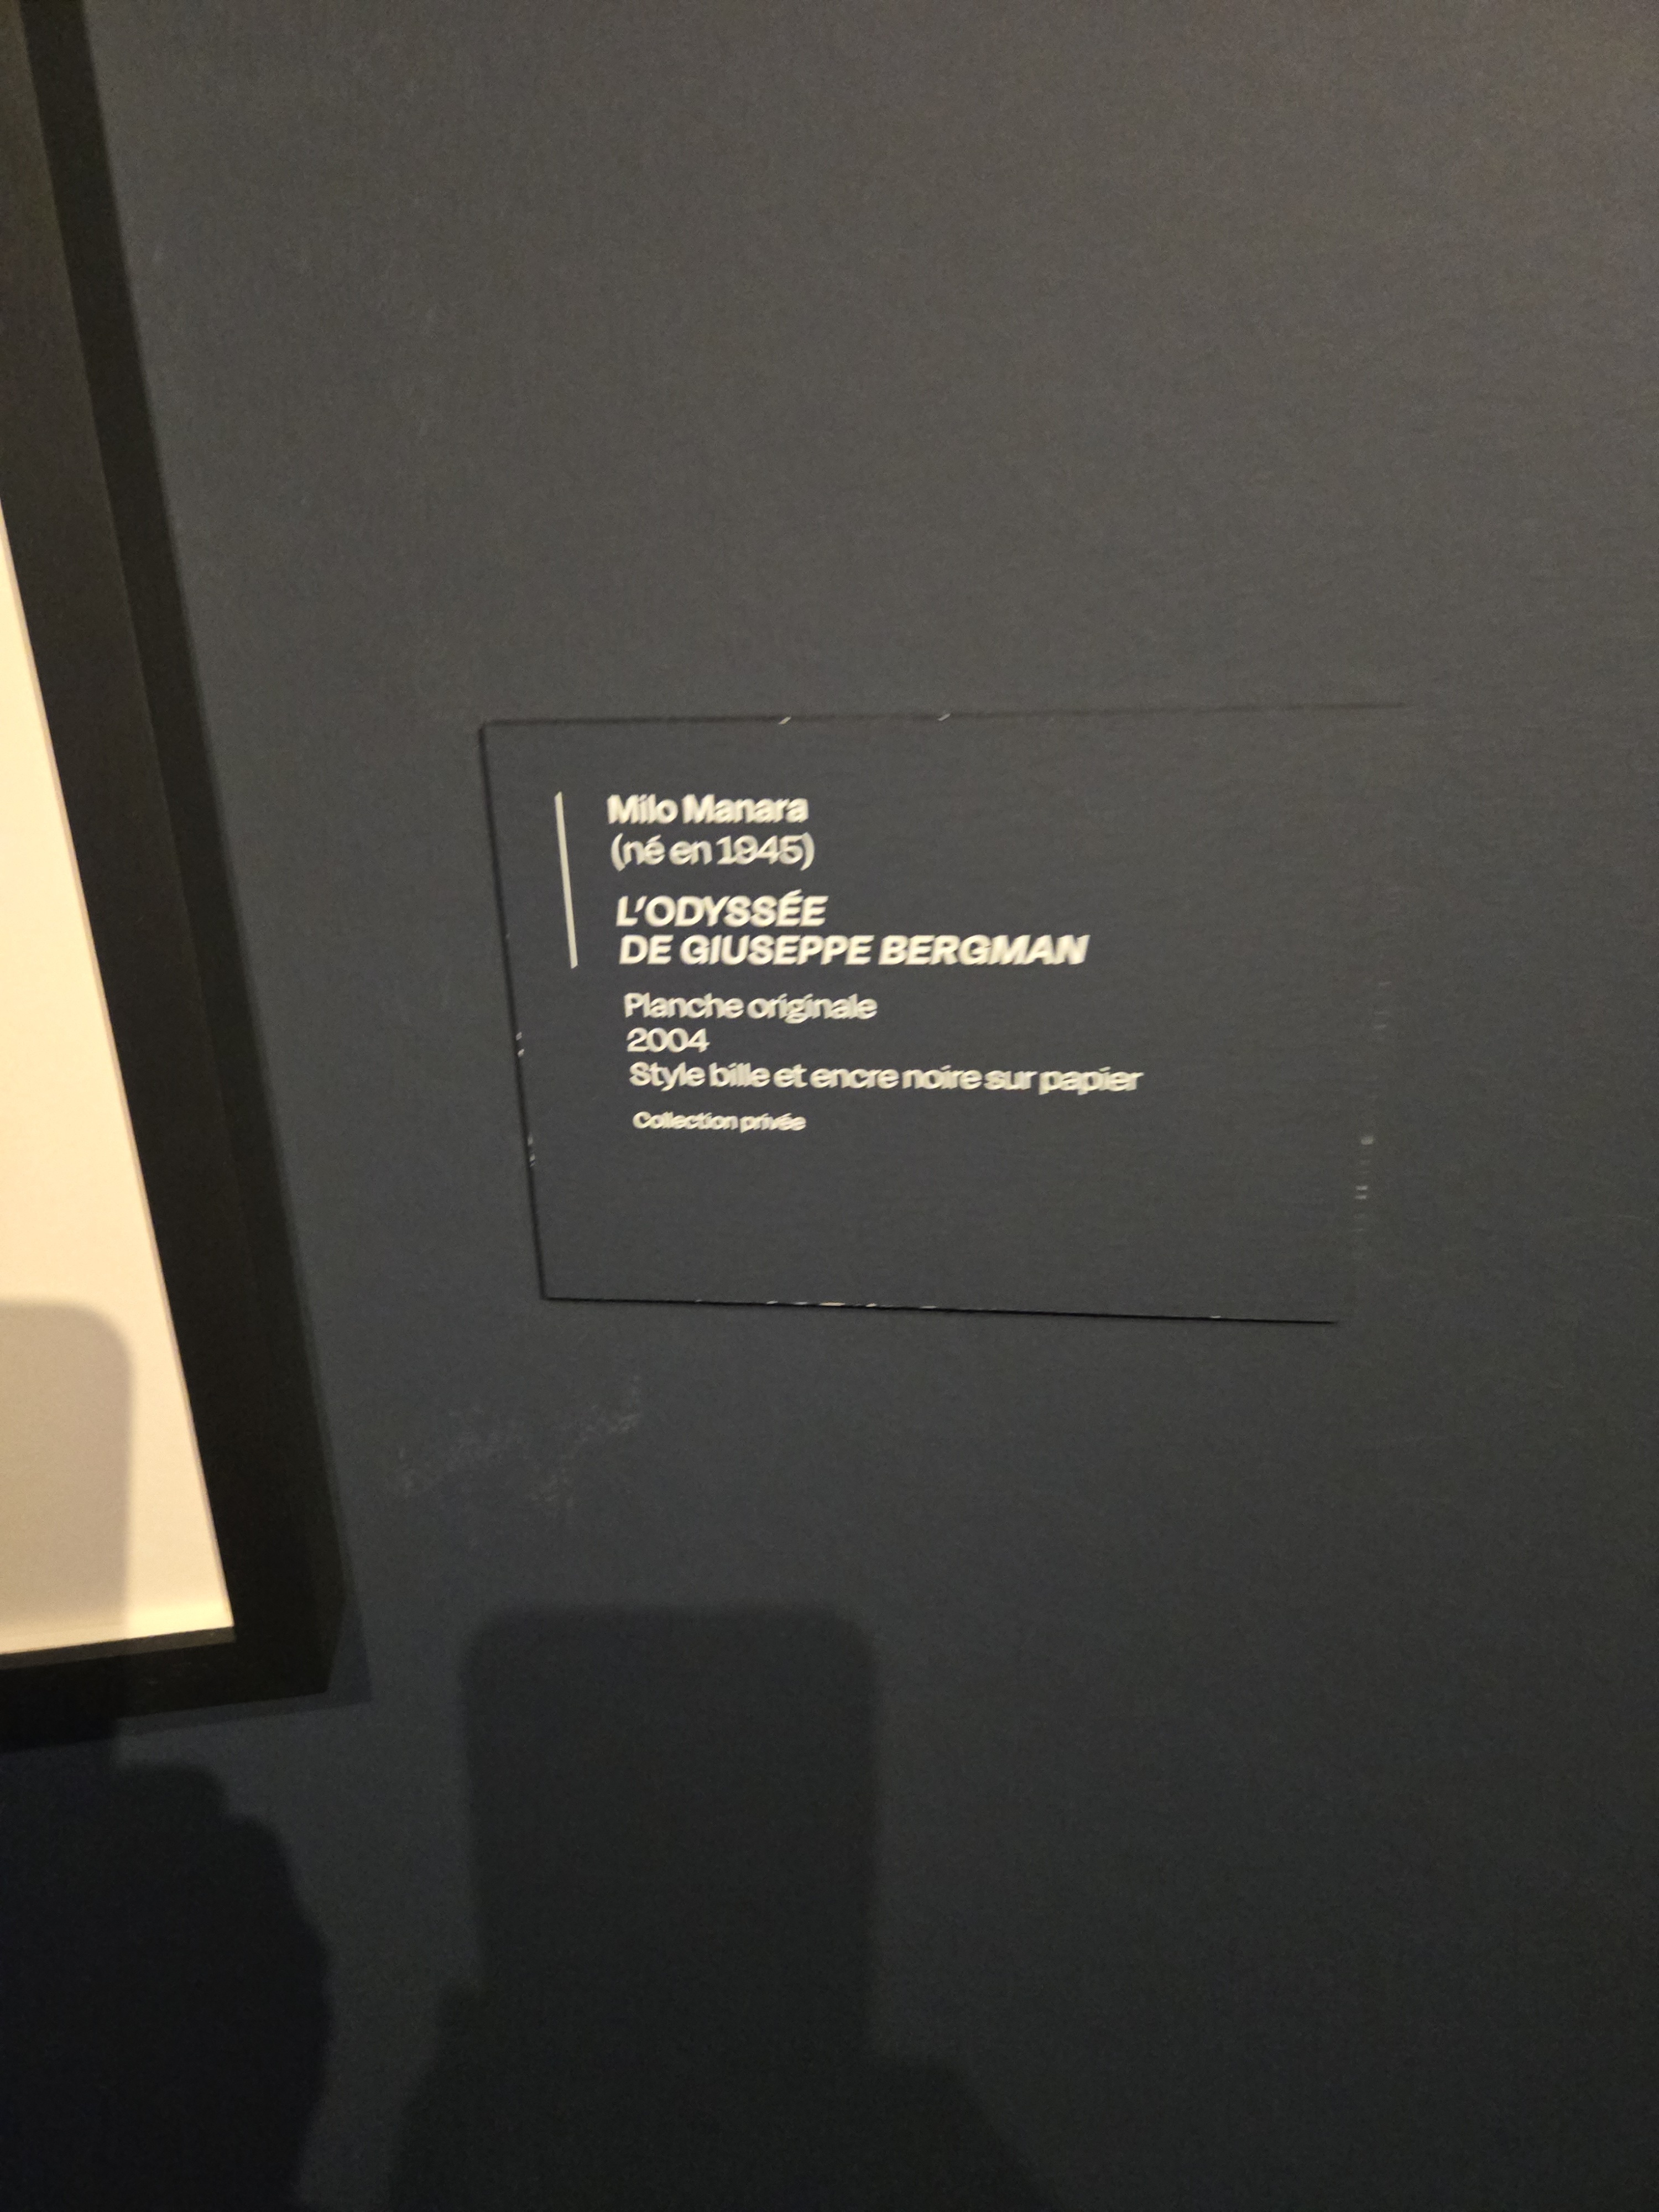 Milo Manara
(né en 1945)
L'ODYSSÉE
DE GIUSEPPE BERGMAN
Planche originale
2004
Style bille et encre noire sur papier
Collection privée